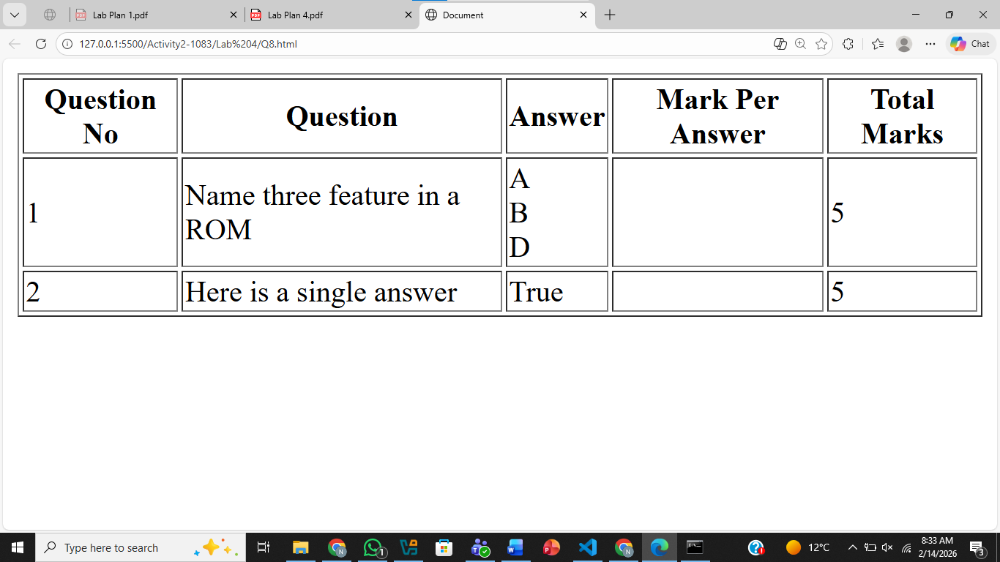 Lab Plan 1.pdf
Lab Plan 4.pdf
Document
127.0.0.1:5500/Activity2-1083/Lab%204/Q8.html
Chat
Question No
Question
Answer
Mark Per Answer
Total Marks
1
Name three feature in a
ROM
A
B
D
5
2
Here is a single answer
True
5
Type here to search
1
12°C
8:33 AM
2/14/2026
3